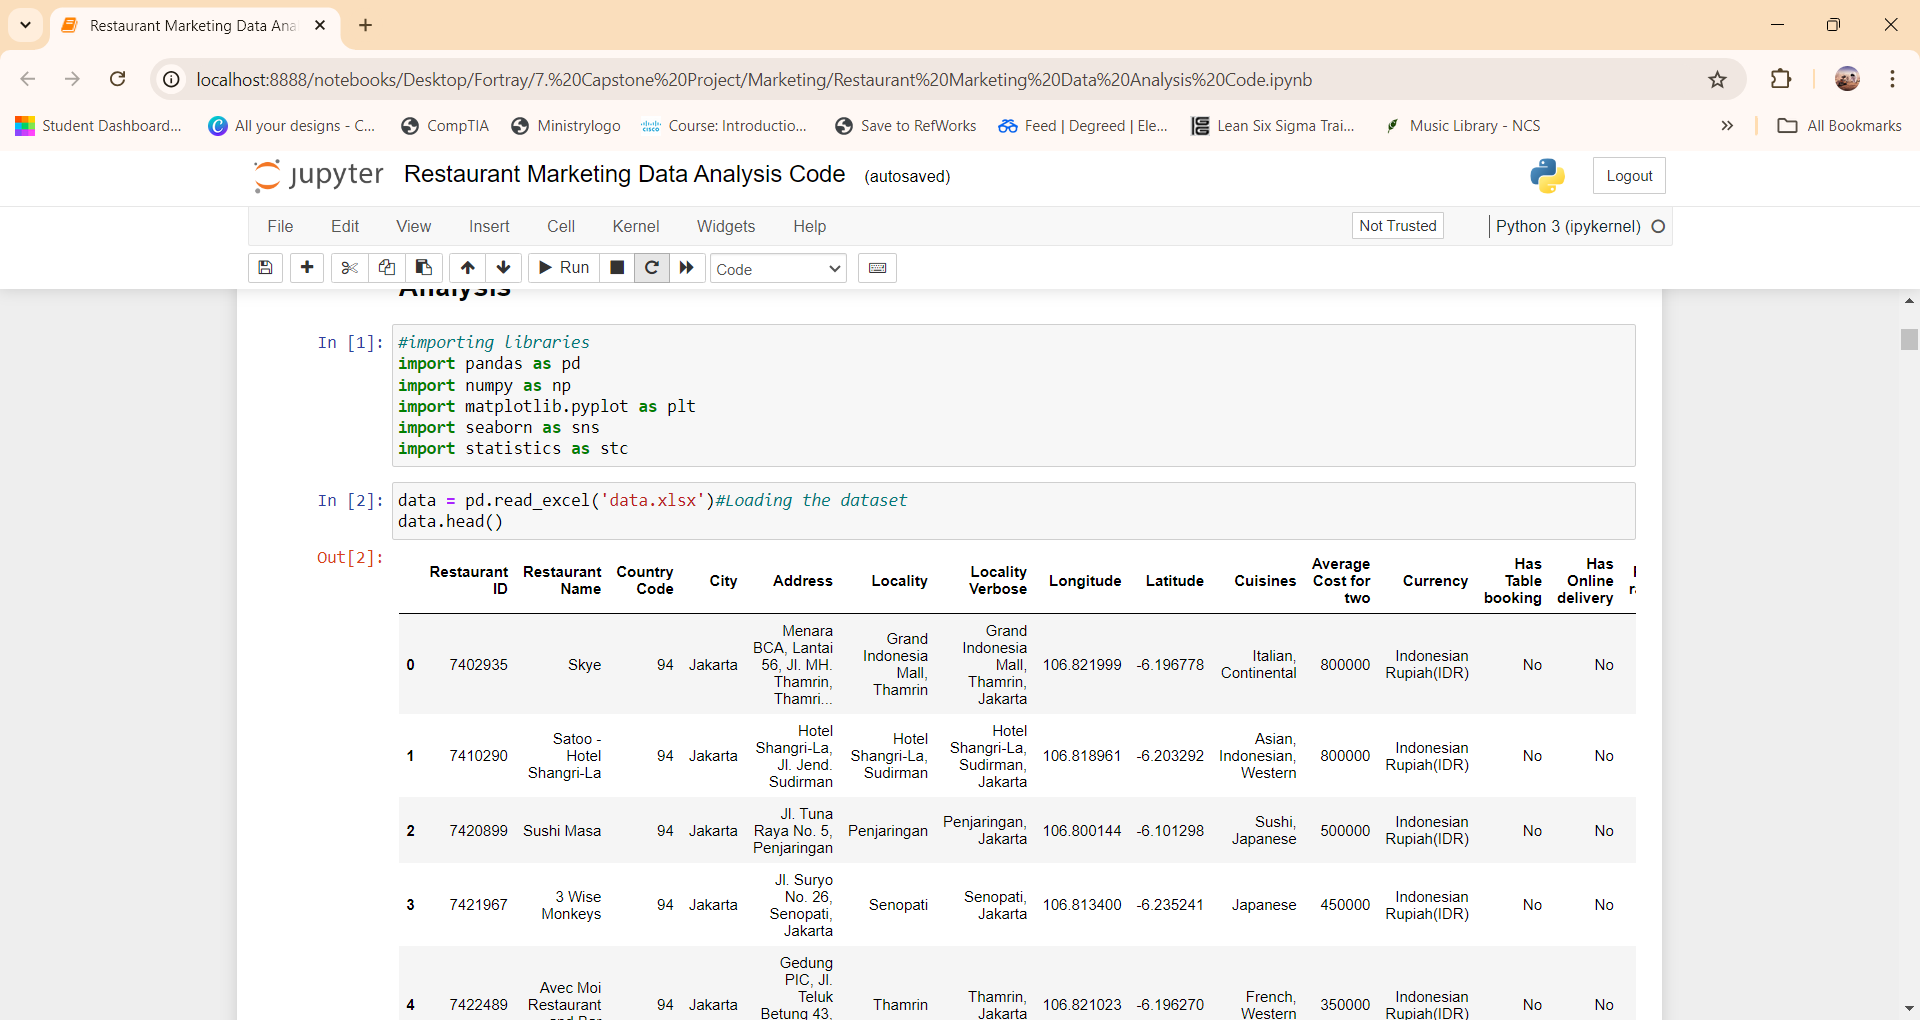 Restaurant Marketing Data Ana
localhost:8888/notebooks/Desktop/Fortray/7.%20Capstone%20Project/Marketing/Restaurant%20Marketing%20Data%20Analysis%20Code.ipynb
Student Dashboard... All your designs - C... CompTIA Ministrylogo Course: Introductio... Save to RefWorks Feed | Degreed | Ele... Lean Six Sigma Trai... Music Library - NCS » All Bookmarks
jupyter Restaurant Marketing Data Analysis Code (autosaved) Logout
File Edit View Insert Cell Kernel Widgets Help Not Trusted Python 3 (ipykernel)
Run Code
Analysis
In [1]: #importing libraries
import pandas as pd
import numpy as np
import matplotlib.pyplot as plt
import seaborn as sns
import statistics as stc
In [2]: data = pd.read_excel('data.xlsx')#Loading the dataset
data.head()
Out[2]:
Restaurant ID Restaurant Name Country Code City Address Locality Locality Verbose Longitude Latitude Cuisines Average Cost for two Currency Has Table booking Has Online delivery
0 7402935 Skye 94 Jakarta Menara BCA, Lantai 56, Jl. MH. Thamrin, Thamri... Grand Indonesia Mall, Thamrin Grand Indonesia Mall, Thamrin, Jakarta 106.821999 -6.196778 Italian, Continental 800000 Indonesian Rupiah(IDR) No No
1 7410290 Satoo - Hotel Shangri-La 94 Jakarta Hotel Shangri-La, Jl. Jend. Sudirman Hotel Shangri-La, Sudirman Hotel Shangri-La, Sudirman, Jakarta 106.818961 -6.203292 Asian, Indonesian, Western 800000 Indonesian Rupiah(IDR) No No
2 7420899 Sushi Masa 94 Jakarta Jl. Tuna Raya No. 5, Penjaringan Penjaringan Penjaringan, Jakarta 106.800144 -6.101298 Sushi, Japanese 500000 Indonesian Rupiah(IDR) No No
3 7421967 3 Wise Monkeys 94 Jakarta Jl. Suryo No. 26, Senopati, Jakarta Senopati Senopati, Jakarta 106.813400 -6.235241 Japanese 450000 Indonesian Rupiah(IDR) No No
4 7422489 Avec Moi Restaurant and Bar 94 Jakarta Gedung PIC, Jl. Teluk Betung 43, Thamrin Thamrin, Jakarta 106.821023 -6.196270 French, Western 350000 Indonesian Rupiah(IDR) No No